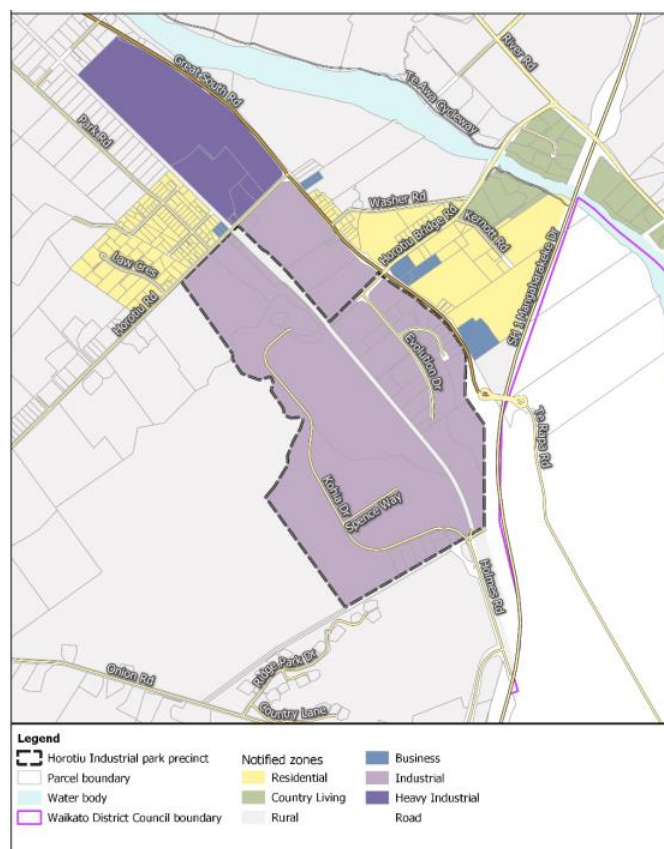 Great South Rd
River Rd
Te Awa Cycleway
Park Rd
Washer Rd
Kernott Rd
Horotiu Bridge Rd
Law Cres
Horotiu Rd
SH 1 Mangaharakeke Dr
Evolution Dr
Te Rapa Rd
Kohia Dr
Spence Way
Holmes Rd
Ridge Park Dr
Onion Rd
Country Lane
Legend
Horotiu Industrial park precinct
Parcel boundary
Water body
Waikato District Council boundary
Notified zones
Residential
Country Living
Rural
Business
Industrial
Heavy Industrial
Road